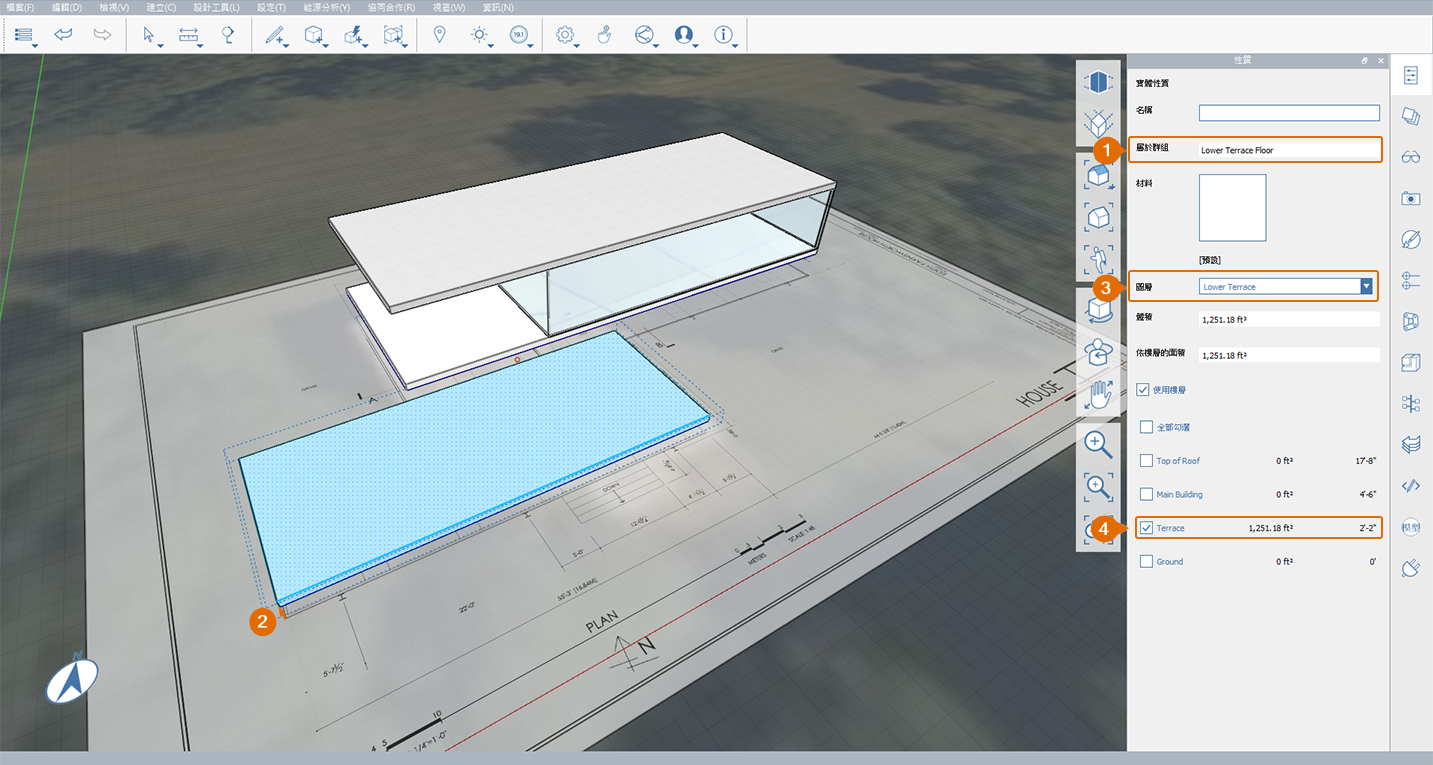 檔案(F) 編輯(D) 檢視(V) 建立(C) 設計工具(L) 設定(T) 能源分析(Y) 協同合作(R) 視窗(W) 資訊(N)
19.1
性質
實體性質
名稱
1
屬於群組 Lower Terrace Floor
材料
[預設]
3
圖層 Lower Terrace
體積 1,251.18 ft³
依樓層的面積 1,251.18 ft²
使用樓層
全部勾選
Top of Roof 0 ft² 17'-8"
Main Building 0 ft² 4'-6"
4
Terrace 1,251.18 ft² 2'-2"
Ground 0 ft² 0'
模型
2
HOUSE
B
A
DOWN
5'-0"
22'-0"
55'-3" (16.84M)
5'-7½"
PLAN
N
METERS
SCALE: 1:48
10
5
4
1/4"=1'-0"
N